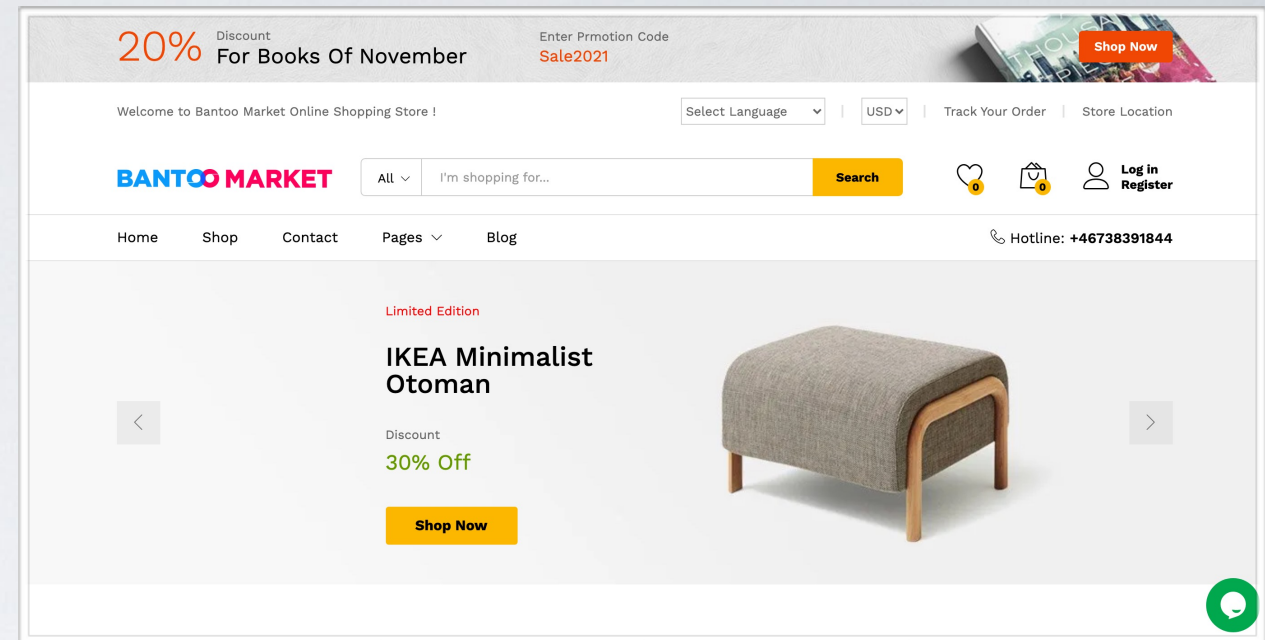 20%
Discount
For Books Of November
Enter Prmotion Code
Sale2021
THOUSAN
PIE
Shop Now
Welcome to Bantoo Market Online Shopping Store !
Select Language
USD
Track Your Order
Store Location
BANTOO MARKET
All
I'm shopping for...
Search
0
0
Log in
Register
Home
Shop
Contact
Pages
Blog
Hotline: +46738391844
Limited Edition
IKEA Minimalist
Otoman
Discount
30% Off
Shop Now